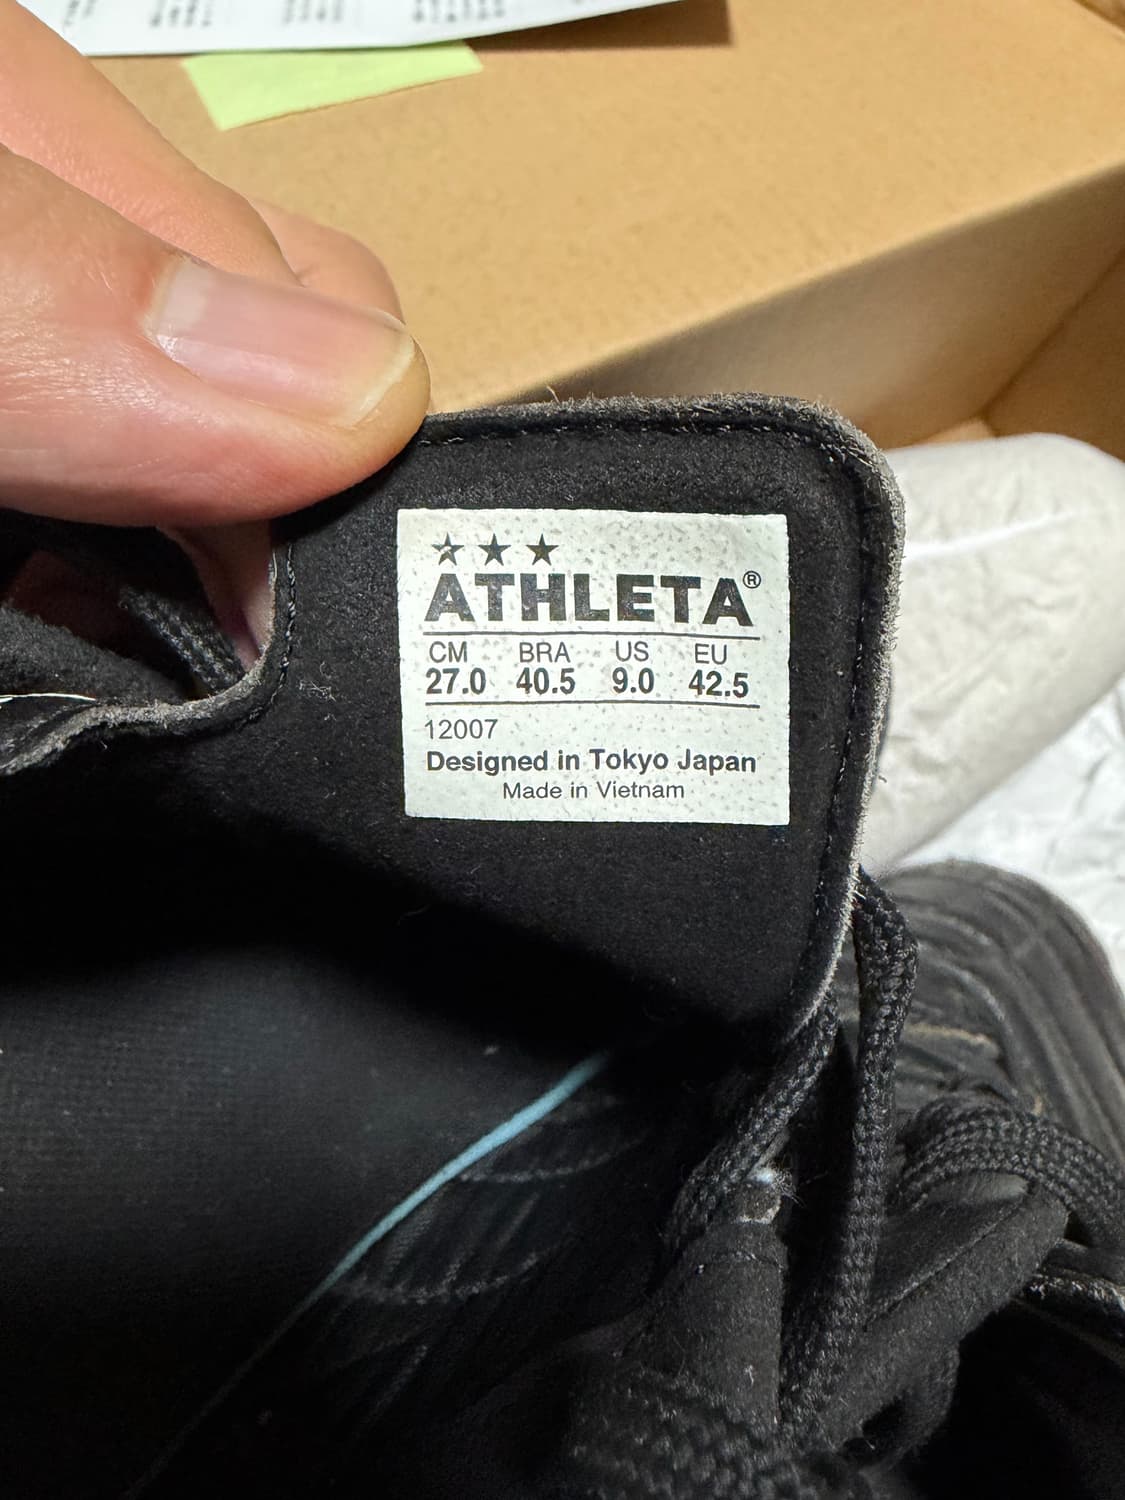 ★★★
ATHLETA®
CM BRA US EU
27.0 40.5 9.0 42.5
12007
Designed in Tokyo Japan
Made in Vietnam